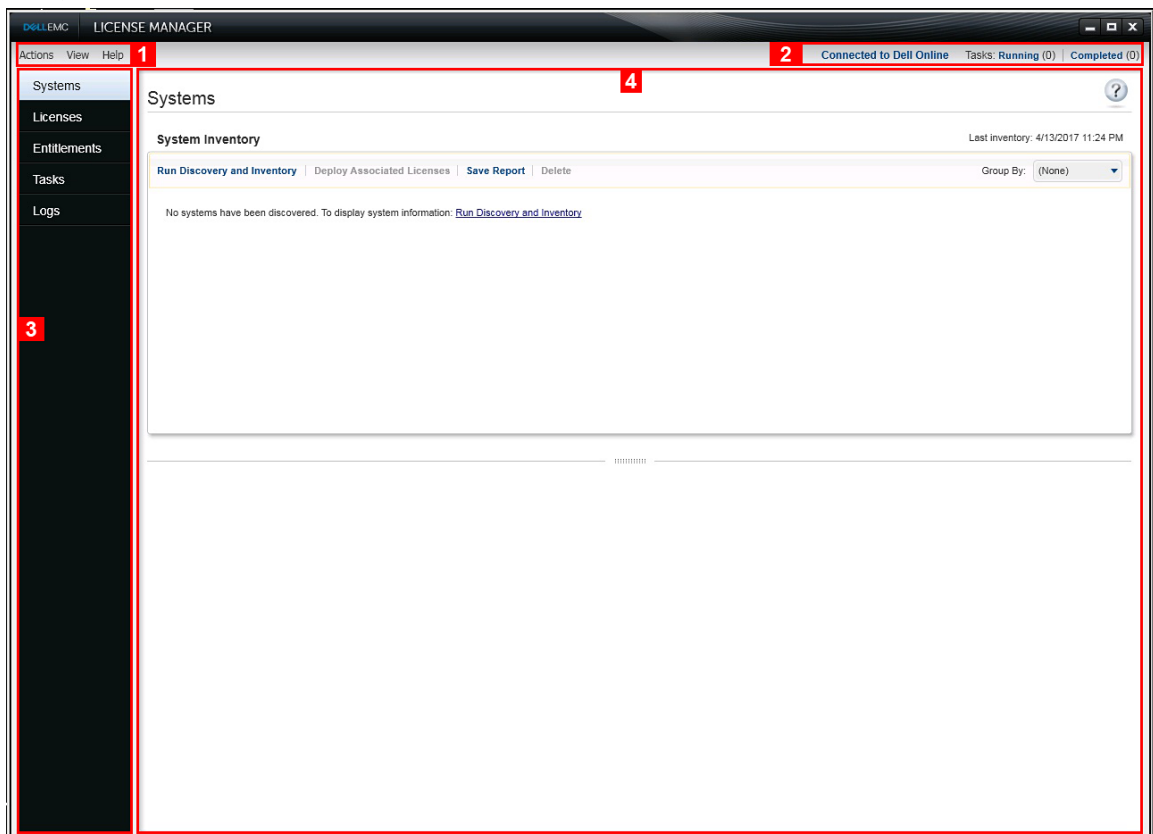 DELLEMC LICENSE MANAGER
Actions View Help 1 2 Connected to Dell Online Tasks: Running (0) | Completed (0)
Systems
Licenses
Entitlements
Tasks
Logs
3
4
Systems ?
System Inventory Last inventory: 4/13/2017 11:24 PM
Run Discovery and Inventory | Deploy Associated Licenses | Save Report | Delete Group By: (None)
No systems have been discovered. To display system information: Run Discovery and Inventory